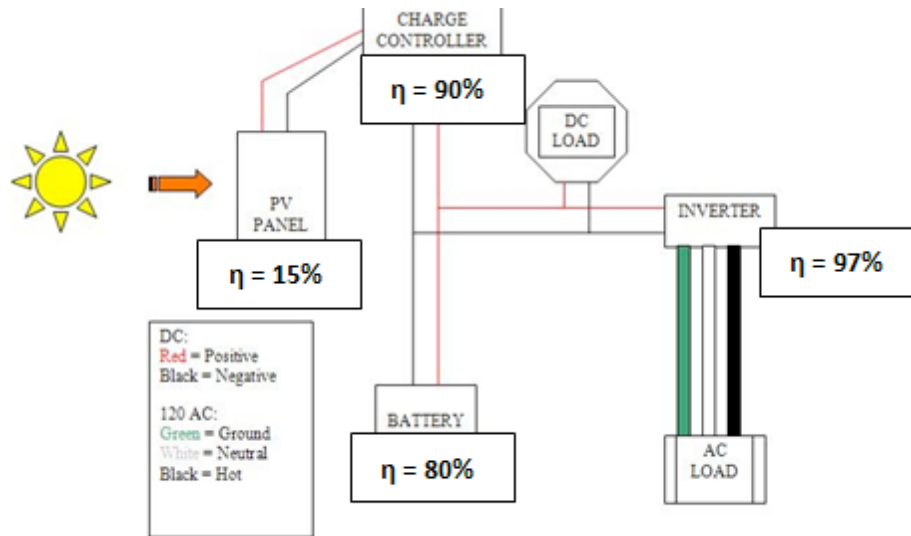 CHARGE
CONTROLLER
η = 90%
DC
LOAD
PV
PANEL
η = 15%
INVERTER
η = 97%
DC:
Red = Positive
Black = Negative
120 AC:
Green = Ground
White = Neutral
Black = Hot
BATTERY
η = 80%
AC
LOAD